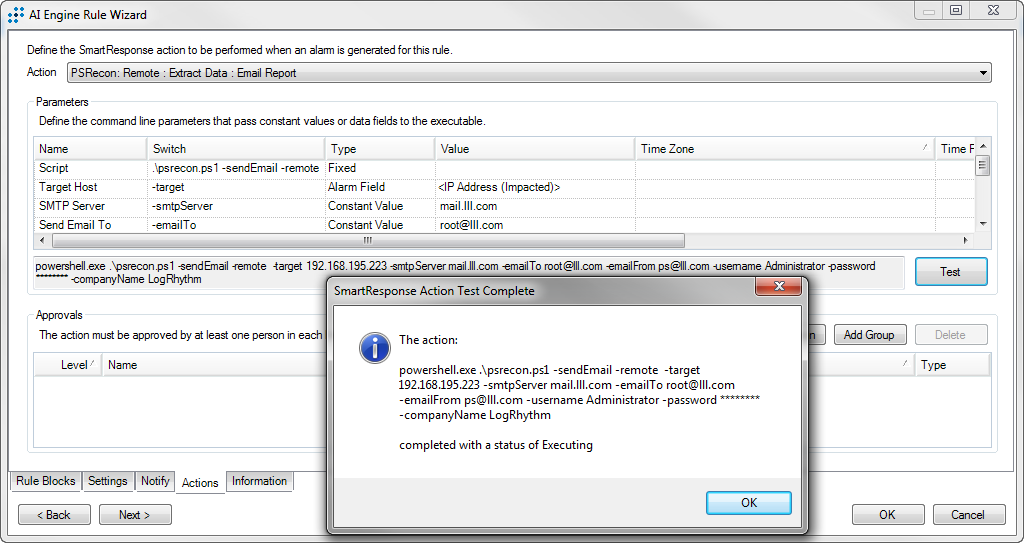 AI Engine Rule Wizard
Define the SmartResponse action to be perfomed when an alarm is generated for this rule.
Action PSRecon: Remote : Extract Data : Email Report
Parameters
Define the command line parameters that pass constant values or data fields to the executable.
Name Switch Type Value Time Zone Time F
Script .\psrecon.ps1 -sendEmail -remote Fixed
Target Host -target Alarm Field <IP Address (Impacted)>
SMTP Server -smtpServer Constant Value mail.lll.com
Send Email To -emailTo Constant Value root@lll.com
powershell.exe .\psrecon.ps1 -sendEmail -remote -target 192.168.195.223 -smtpServer mail.lll.com -emailTo root@lll.com -emailFrom ps@lll.com -username Administrator -password
******** -companyName LogRhythm
Test
SmartResponse Action Test Complete
The action:
powershell.exe .\psrecon.ps1 -sendEmail -remote -target
192.168.195.223 -smtpServer mail.lll.com -emailTo root@lll.com
-emailFrom ps@lll.com -username Administrator -password ********
-companyName LogRhythm
completed with a status of Executing
OK
Approvals
The action must be approved by at least one person in each
Add Group Delete
Level Name Type
Rule Blocks Settings Notify Actions Information
< Back Next > OK Cancel